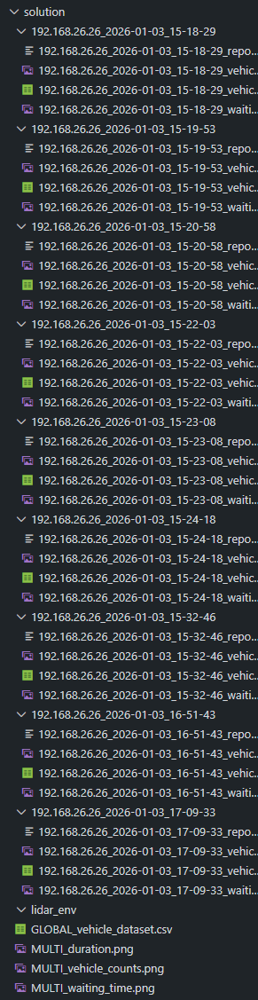 solution
192.168.26.26_2026-01-03_15-18-29
192.168.26.26_2026-01-03_15-18-29_repo...
192.168.26.26_2026-01-03_15-18-29_vehic...
192.168.26.26_2026-01-03_15-18-29_vehic...
192.168.26.26_2026-01-03_15-18-29_waiti...
192.168.26.26_2026-01-03_15-19-53
192.168.26.26_2026-01-03_15-19-53_repo...
192.168.26.26_2026-01-03_15-19-53_vehic...
192.168.26.26_2026-01-03_15-19-53_vehic...
192.168.26.26_2026-01-03_15-19-53_waiti...
192.168.26.26_2026-01-03_15-20-58
192.168.26.26_2026-01-03_15-20-58_repo...
192.168.26.26_2026-01-03_15-20-58_vehic...
192.168.26.26_2026-01-03_15-20-58_vehic...
192.168.26.26_2026-01-03_15-20-58_waiti...
192.168.26.26_2026-01-03_15-22-03
192.168.26.26_2026-01-03_15-22-03_repo...
192.168.26.26_2026-01-03_15-22-03_vehic...
192.168.26.26_2026-01-03_15-22-03_vehic...
192.168.26.26_2026-01-03_15-22-03_waiti...
192.168.26.26_2026-01-03_15-23-08
192.168.26.26_2026-01-03_15-23-08_repo...
192.168.26.26_2026-01-03_15-23-08_vehic...
192.168.26.26_2026-01-03_15-23-08_vehic...
192.168.26.26_2026-01-03_15-23-08_waiti...
192.168.26.26_2026-01-03_15-24-18
192.168.26.26_2026-01-03_15-24-18_repo...
192.168.26.26_2026-01-03_15-24-18_vehic...
192.168.26.26_2026-01-03_15-24-18_vehic...
192.168.26.26_2026-01-03_15-24-18_waiti...
192.168.26.26_2026-01-03_15-32-46
192.168.26.26_2026-01-03_15-32-46_repo...
192.168.26.26_2026-01-03_15-32-46_vehic...
192.168.26.26_2026-01-03_15-32-46_vehic...
192.168.26.26_2026-01-03_15-32-46_waiti...
192.168.26.26_2026-01-03_16-51-43
192.168.26.26_2026-01-03_16-51-43_repo...
192.168.26.26_2026-01-03_16-51-43_vehic...
192.168.26.26_2026-01-03_16-51-43_vehic...
192.168.26.26_2026-01-03_16-51-43_waiti...
192.168.26.26_2026-01-03_17-09-33
192.168.26.26_2026-01-03_17-09-33_repo...
192.168.26.26_2026-01-03_17-09-33_vehic...
192.168.26.26_2026-01-03_17-09-33_vehic...
192.168.26.26_2026-01-03_17-09-33_waiti...
lidar_env
GLOBAL_vehicle_dataset.csv
MULTI_duration.png
MULTI_vehicle_counts.png
MULTI_waiting_time.png